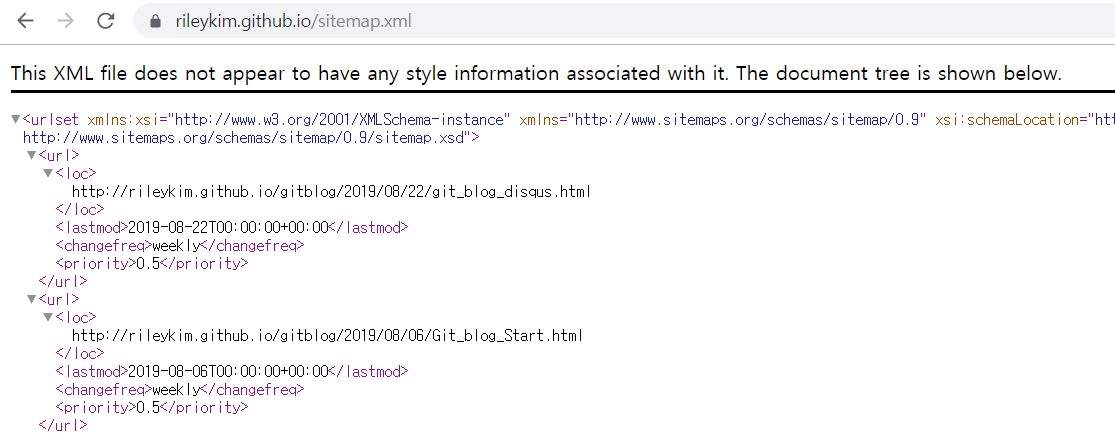 rileykim.github.io/sitemap.xml
This XML file does not appear to have any style information associated with it. The document tree is shown below.
▼<urlset xmlns:xsi="http://www.w3.org/2001/XMLSchema-instance" xmlns="http://www.sitemaps.org/schemas/sitemap/0.9" xsi:schemaLocation="htt
http://www.sitemaps.org/schemas/sitemap/0.9/sitemap.xsd">
▼<url>
▼<loc>
http://rileykim.github.io/gitblog/2019/08/22/git_blog_disqus.html
</loc>
<lastmod>2019-08-22T00:00:00+00:00</lastmod>
<changefreq>weekly</changefreq>
<priority>0.5</priority>
</url>
▼<url>
▼<loc>
http://rileykim.github.io/gitblog/2019/08/06/Git_blog_Start.html
</loc>
<lastmod>2019-08-06T00:00:00+00:00</lastmod>
<changefreq>weekly</changefreq>
<priority>0.5</priority>
</url>